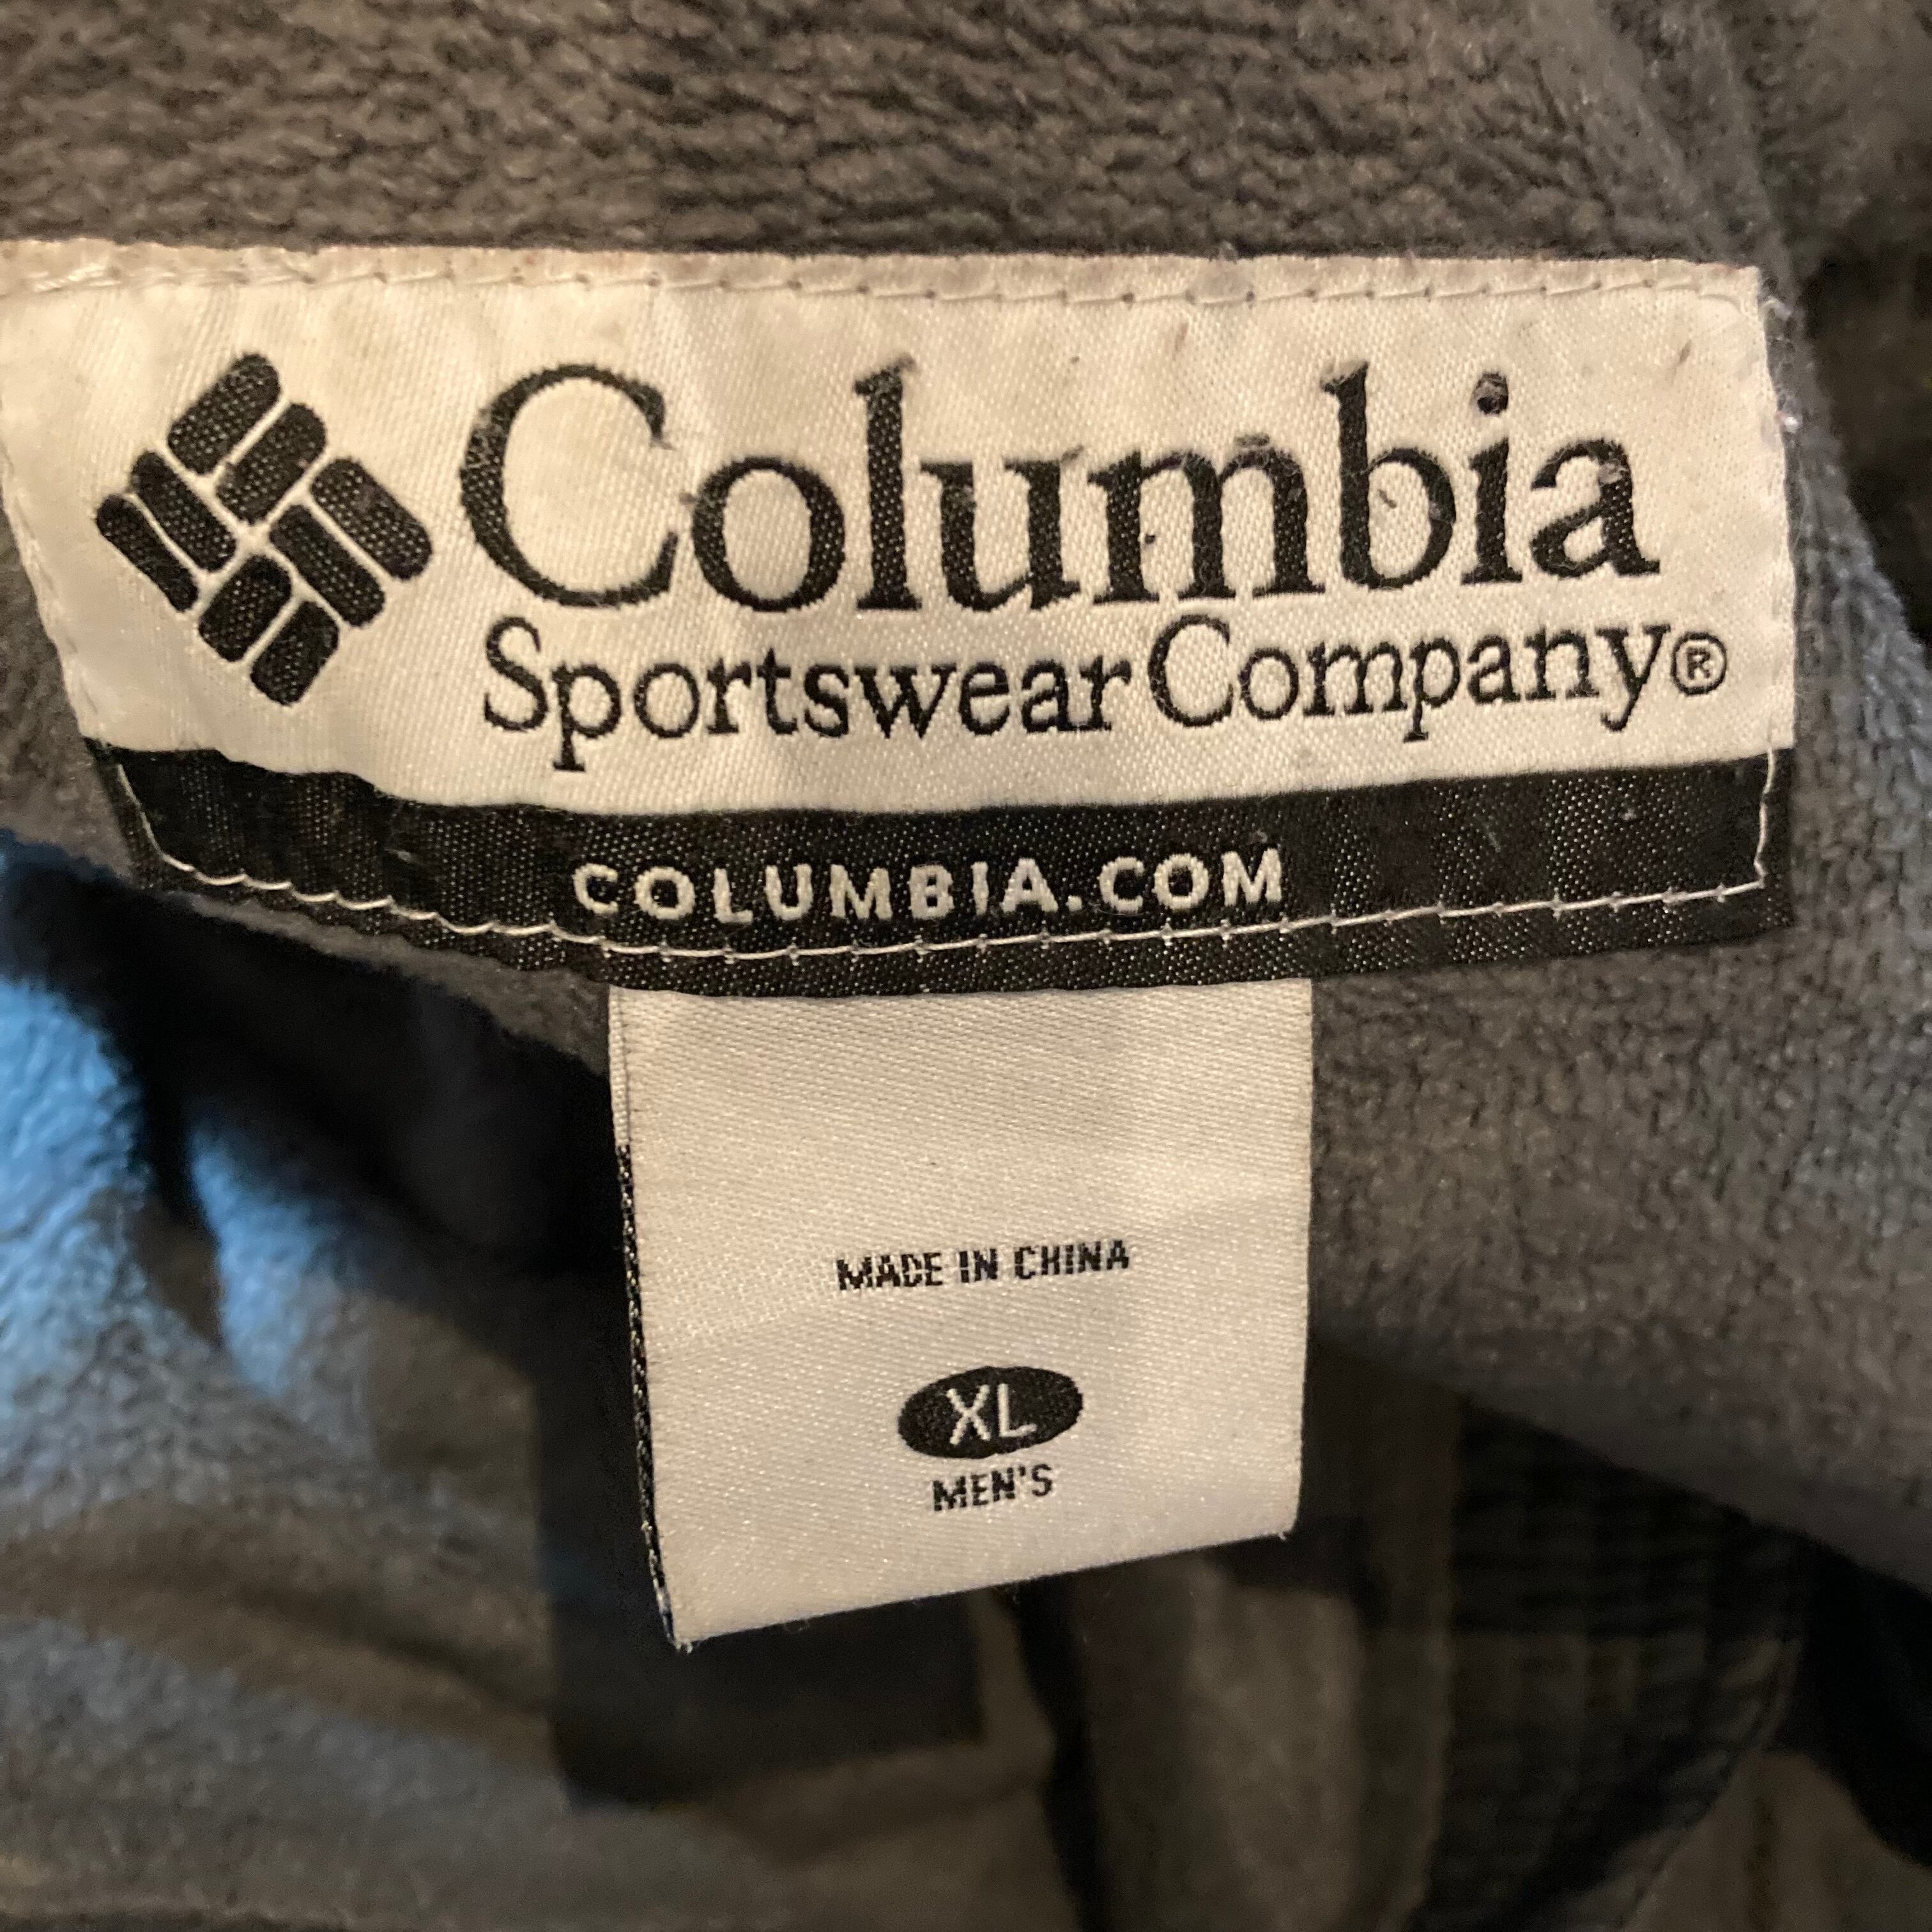 Columbia
Sportswear Company®
COLUMBIA.COM
MADE IN CHINA
XL
MEN'S